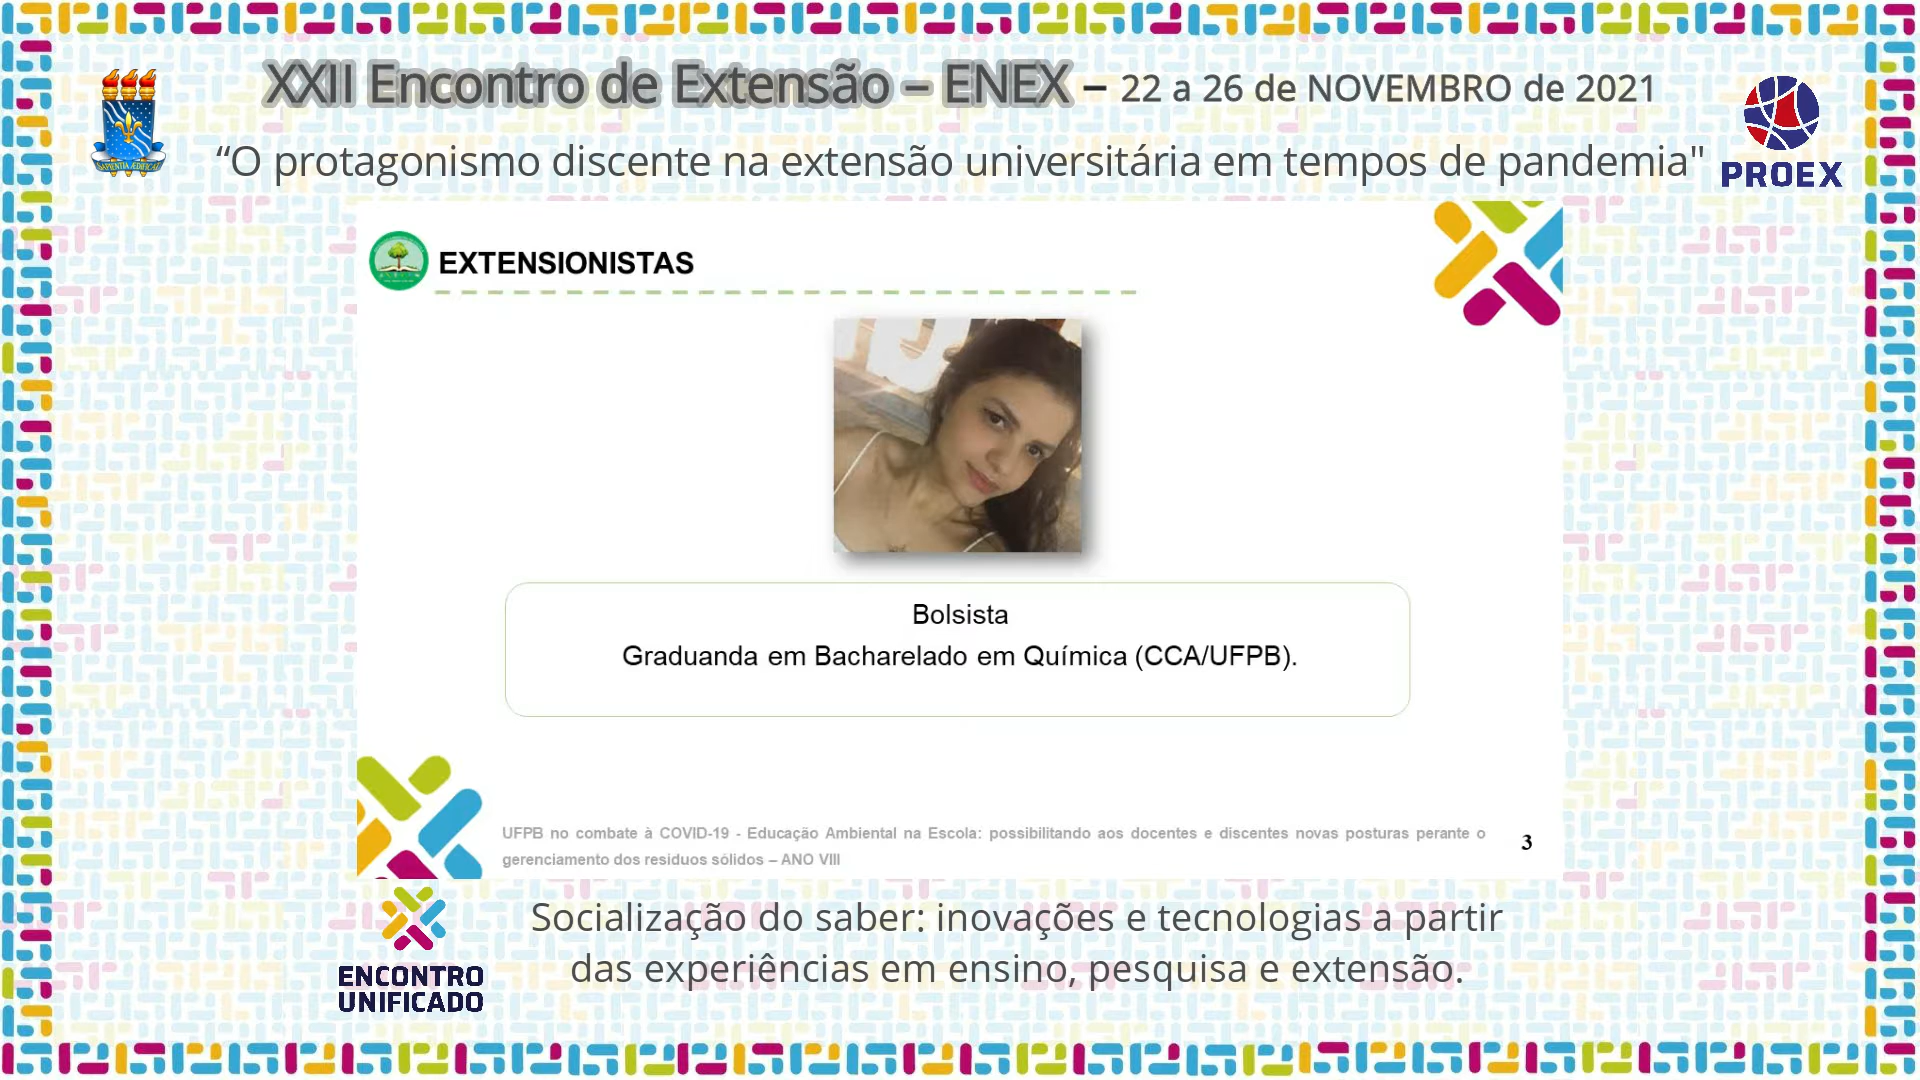 XXII Encontro de Extensão – ENEX – 22 a 26 de NOVEMBRO de 2021
“O protagonismo discente na extensão universitária em tempos de pandemia"
PROEX
EXTENSIONISTAS
Bolsista
Graduanda em Bacharelado em Química (CCA/UFPB).
UFPB no combate à COVID-19 - Educação Ambiental na Escola: possibilitando aos docentes e discentes novas posturas perante o
gerenciamento dos resíduos sólidos – ANO VIII
3
Socialização do saber: inovações e tecnologias a partir
das experiências em ensino, pesquisa e extensão.
ENCONTRO
UNIFICADO